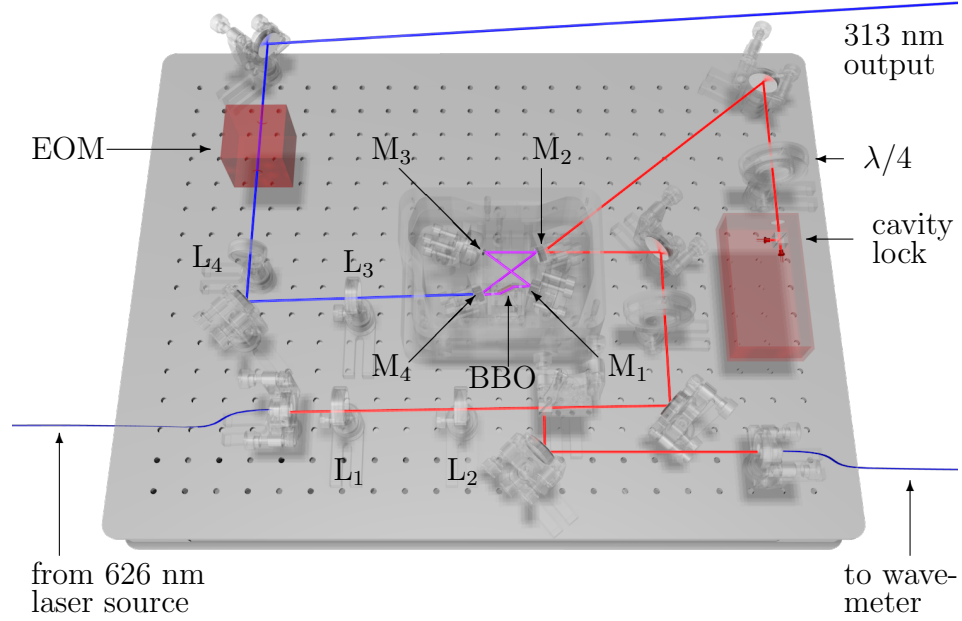 313 nm
output
EOM
M₃
M₂
λ/4
cavity
lock
L₄
L₃
M₄
BBO
M₁
L₁
L₂
from 626 nm
laser source
to wave-
meter